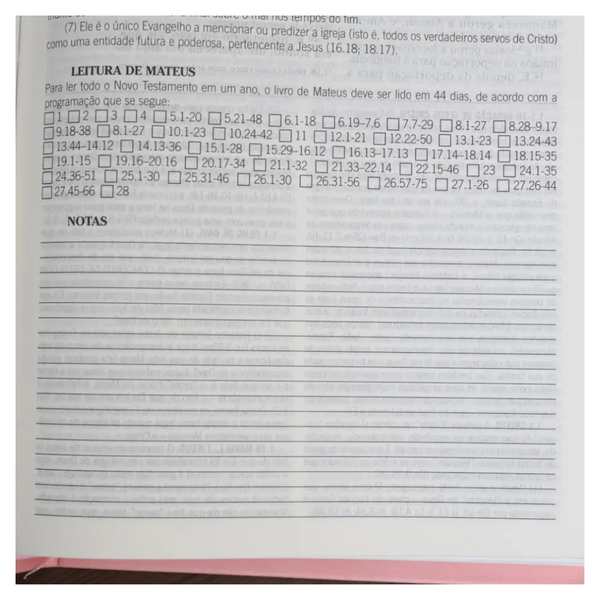 (7) Ele é o único Evangelho a mencionar ou predizer a igreja (isto é, todos os verdadeiros servos de Cristo)
como uma entidade futura e poderosa, pertencente a Jesus (16.18; 18.17).
LEITURA DE MATEUS
Para ler todo o Novo Testamento em um ano, o livro de Mateus deve ser lido em 44 dias, de acordo com a
programação que se segue:
☐ 1 ☐ 2 ☐ 3 ☐ 4 ☐ 5.1-20 ☐ 5.21-48 ☐ 6.1-18 ☐ 6.19–7.6 ☐ 7.7-29 ☐ 8.1-27 ☐ 8.28–9.17
☐ 9.18-38 ☐ 8.1-27 ☐ 10.1-23 ☐ 10.24-42 ☐ 11 ☐ 12.1-21 ☐ 12.22-50 ☐ 13.1-23 ☐ 13.24-43
☐ 13.44–14.12 ☐ 14.13-36 ☐ 15.1-28 ☐ 15.29–16.12 ☐ 16.13–17.13 ☐ 17.14–18.14 ☐ 18.15-35
☐ 19.1-15 ☐ 19.16–20.16 ☐ 20.17-34 ☐ 21.1-32 ☐ 21.33–22.14 ☐ 22.15-46 ☐ 23 ☐ 24.1-35
☐ 24.36-51 ☐ 25.1-30 ☐ 25.31-46 ☐ 26.1-30 ☐ 26.31-56 ☐ 26.57-75 ☐ 27.1-26 ☐ 27.26-44
☐ 27.45-66 ☐ 28
NOTAS